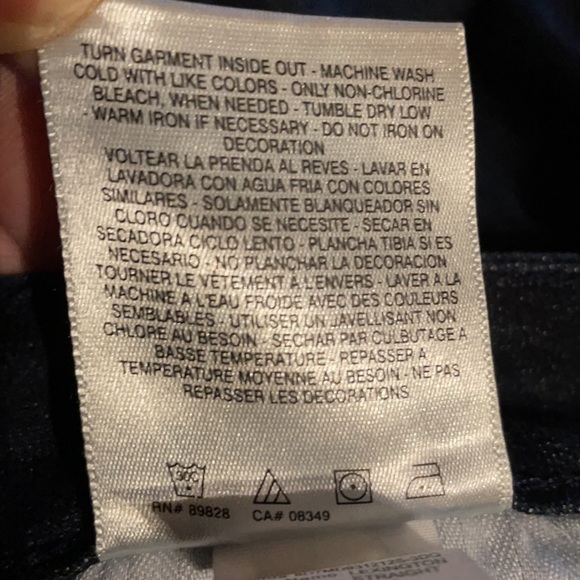 TURN GARMENT INSIDE OUT - MACHINE WASH
COLD WITH LIKE COLORS - ONLY NON-CHLORINE
BLEACH, WHEN NEEDED - TUMBLE DRY LOW
- WARM IRON IF NECESSARY - DO NOT IRON ON
DECORATION
VOLTEAR LA PRENDA AL REVES - LAVAR EN
LAVADORA CON AGUA FRIA CON COLORES
SIMILARES - SOLAMENTE BLANQUEADOR SIN
CLORO CUANDO SE NECESITE - SECAR EN
SECADORA CICLO LENTO - PLANCHA TIBIA SI ES
NECESARIO - NO PLANCHAR LA DECORACION
TOURNER LE VETEMENT A L'ENVERS - LAVER A LA
MACHINE A L'EAU FROIDE AVEC DES COULEURS
SEMBLABLES - UTILISER UN JAVELLISANT NON
CHLORE AU BESOIN - SECHAR PAR CULBUTAGE A
BASSE TEMPERATURE - REPASSER A
TEMPERATURE MOYENNE AU BESOIN - NE PAS
REPASSER LES DECORATIONS
30C
RN# 89828 CA# 08349
LEXINGTON
STRAIGHT